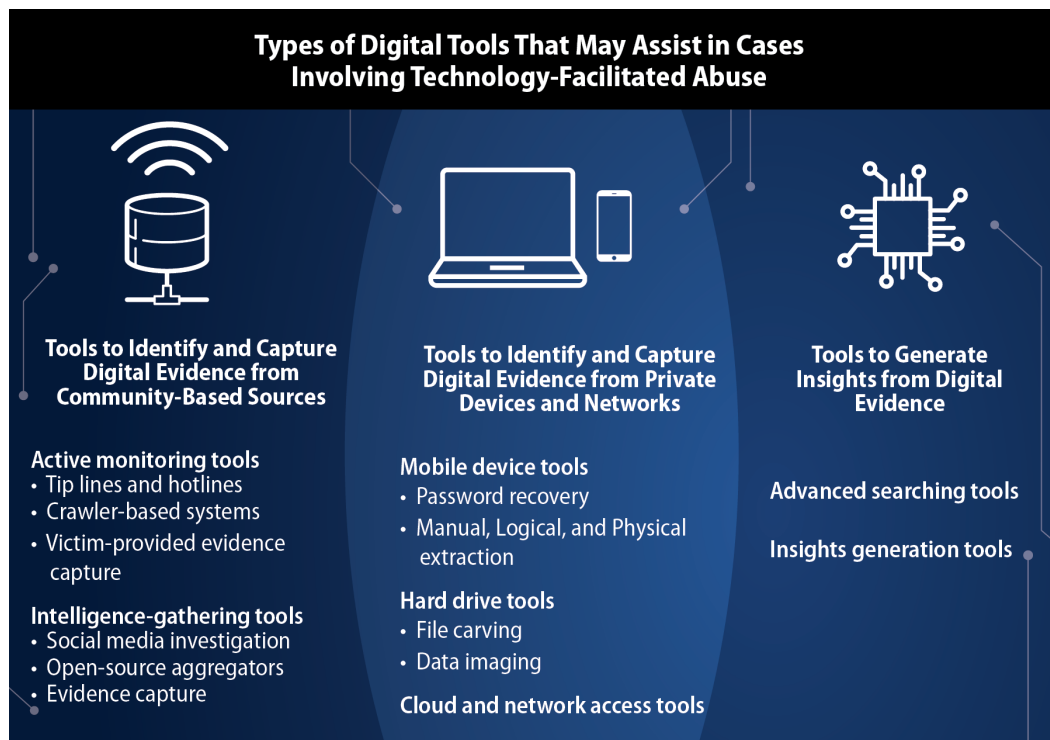 Types of Digital Tools That May Assist in Cases
Involving Technology-Facilitated Abuse
Tools to Identify and Capture
Digital Evidence from
Community-Based Sources
Active monitoring tools
• Tip lines and hotlines
• Crawler-based systems
• Victim-provided evidence
capture
Intelligence-gathering tools
• Social media investigation
• Open-source aggregators
• Evidence capture
Tools to Identify and Capture
Digital Evidence from Private
Devices and Networks
Mobile device tools
• Password recovery
• Manual, Logical, and Physical
extraction
Hard drive tools
• File carving
• Data imaging
Cloud and network access tools
Tools to Generate
Insights from Digital
Evidence
Advanced searching tools
Insights generation tools